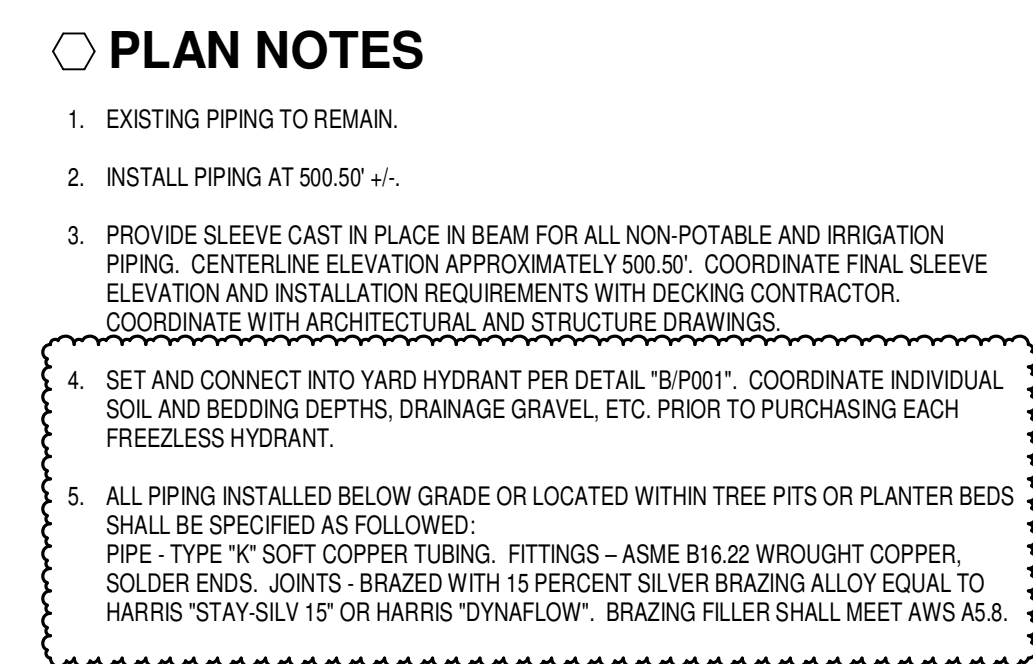 PLAN NOTES
1. EXISTING PIPING TO REMAIN.
2. INSTALL PIPING AT 500.50' +/-.
3. PROVIDE SLEEVE CAST IN PLACE IN BEAM FOR ALL NON-POTABLE AND IRRIGATION
PIPING. CENTERLINE ELEVATION APPROXIMATELY 500.50'. COORDINATE FINAL SLEEVE
ELEVATION AND INSTALLATION REQUIREMENTS WITH DECKING CONTRACTOR.
COORDINATE WITH ARCHITECTURAL AND STRUCTURE DRAWINGS.
4. SET AND CONNECT INTO YARD HYDRANT PER DETAIL "B/P001". COORDINATE INDIVIDUAL
SOIL AND BEDDING DEPTHS, DRAINAGE GRAVEL, ETC. PRIOR TO PURCHASING EACH
FREEZLESS HYDRANT.
5. ALL PIPING INSTALLED BELOW GRADE OR LOCATED WITHIN TREE PITS OR PLANTER BEDS
SHALL BE SPECIFIED AS FOLLOWED:
PIPE - TYPE "K" SOFT COPPER TUBING. FITTINGS – ASME B16.22 WROUGHT COPPER,
SOLDER ENDS. JOINTS - BRAZED WITH 15 PERCENT SILVER BRAZING ALLOY EQUAL TO
HARRIS "STAY-SILV 15" OR HARRIS "DYNAFLOW". BRAZING FILLER SHALL MEET AWS A5.8.